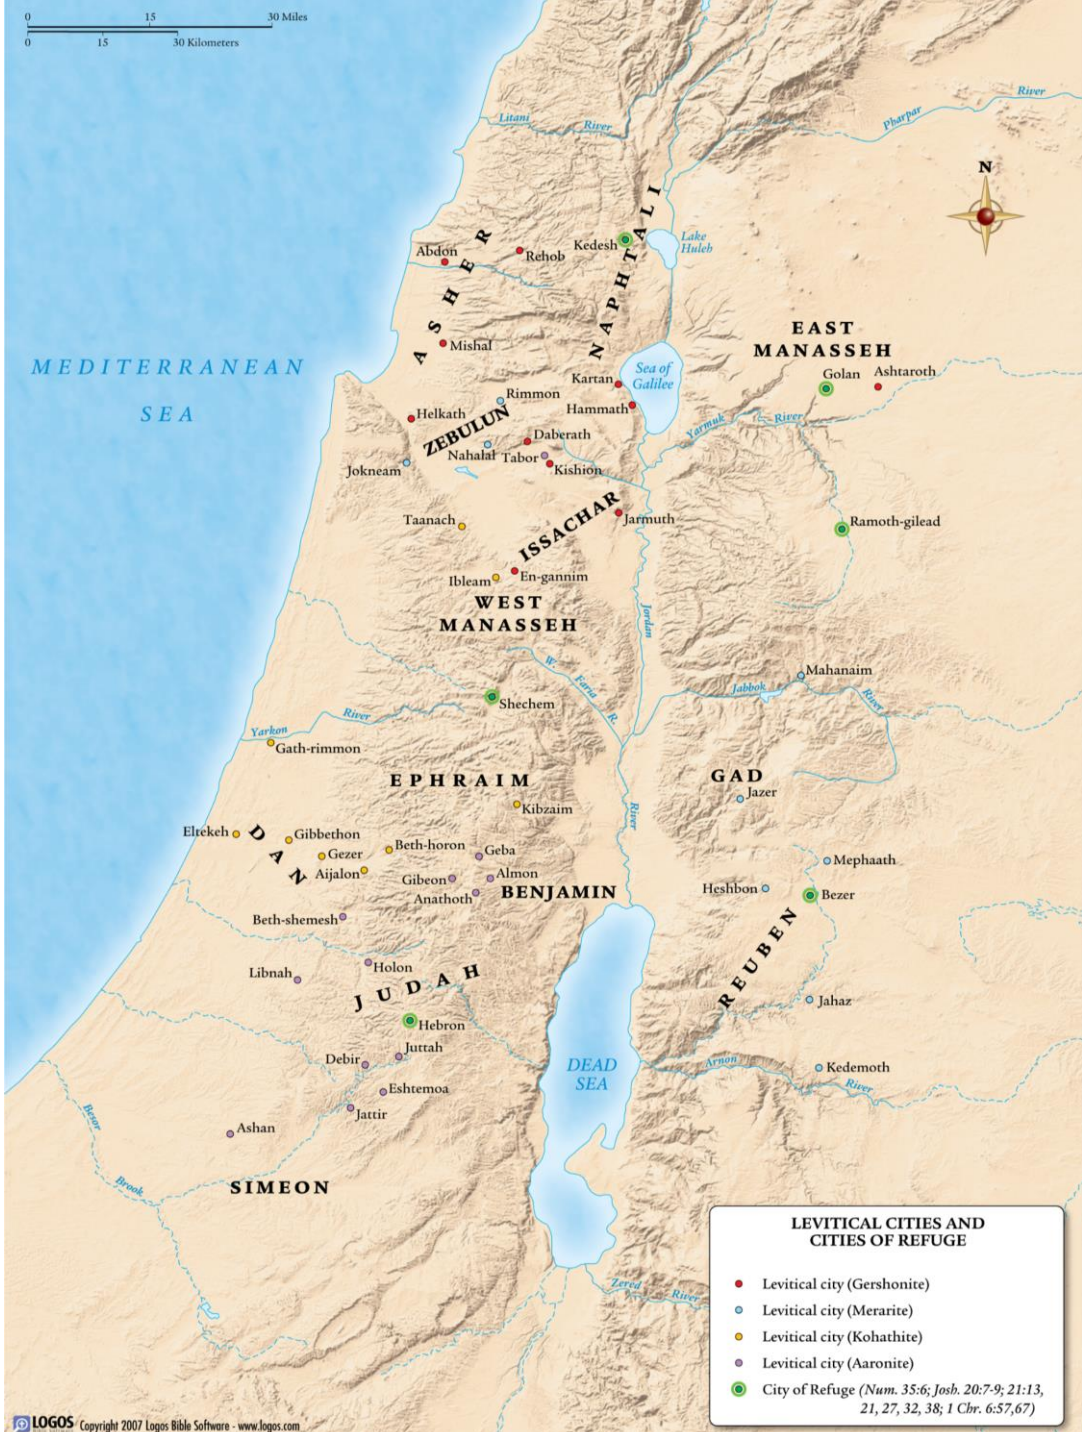 0 15 30 Miles
0 15 30 Kilometers
Litani River
Pharpar River
N
NAPHTALI
ASHER
Abdon
Rehob
Kedesh
Lake
Huleh
EAST
MANASSEH
Mishal
MEDITERRANEAN
SEA
Sea of
Galilee
Kartan
Golan
Ashtaroth
Rimmon
Hammath
Helkath
ZEBULUN
Yarmuk River
Daberath
Nahalal
Tabor
Jokneam
Kishion
Taanach
ISSACHAR
Jarmuth
Ramoth-gilead
Ibleam
En-gannim
WEST
MANASSEH
Jordan
W. Faria R.
Mahanaim
Jabbok River
Shechem
Yarkon River
Gath-rimmon
EPHRAIM
GAD
Jazer
Kibzaim
River
Eltekeh
DAN
Gibbethon
Gezer
Beth-horon
Geba
Aijalon
Gibeon
Almon
Anathoth
BENJAMIN
Mephaath
Heshbon
Bezer
Beth-shemesh
REUBEN
Libnah
Holon
JUDAH
Jahaz
Hebron
Juttah
Debir
DEAD
SEA
Arnon River
Kedemoth
Eshtemoa
Jattir
Besor Brook
Ashan
SIMEON
Zered River
LEVITICAL CITIES AND
CITIES OF REFUGE
Levitical city (Gershonite)
Levitical city (Merarite)
Levitical city (Kohathite)
Levitical city (Aaronite)
City of Refuge (Num. 35:6; Josh. 20:7-9; 21:13,
21, 27, 32, 38; 1 Chr. 6:57,67)
LOGOS Copyright 2007 Logos Bible Software - www.logos.com